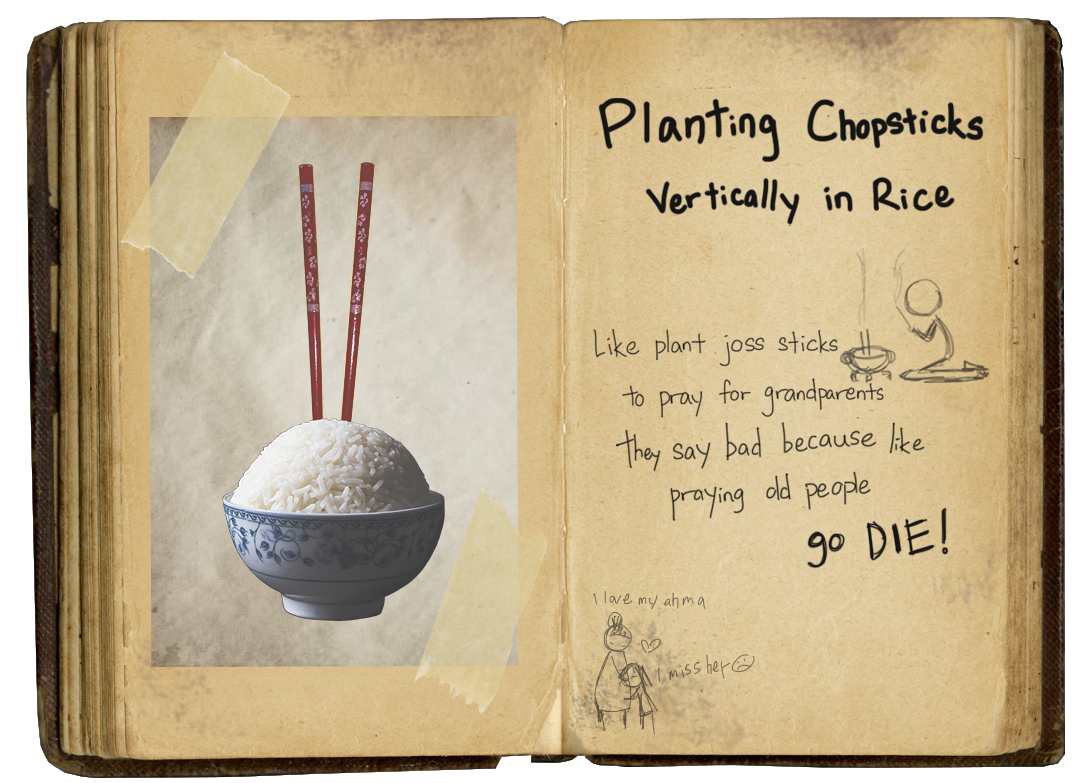 Planting Chopsticks
Vertically in Rice
Like plant joss sticks
to pray for grandparents
they say bad because like
praying old people
go DIE!
I love my ahma
I miss her